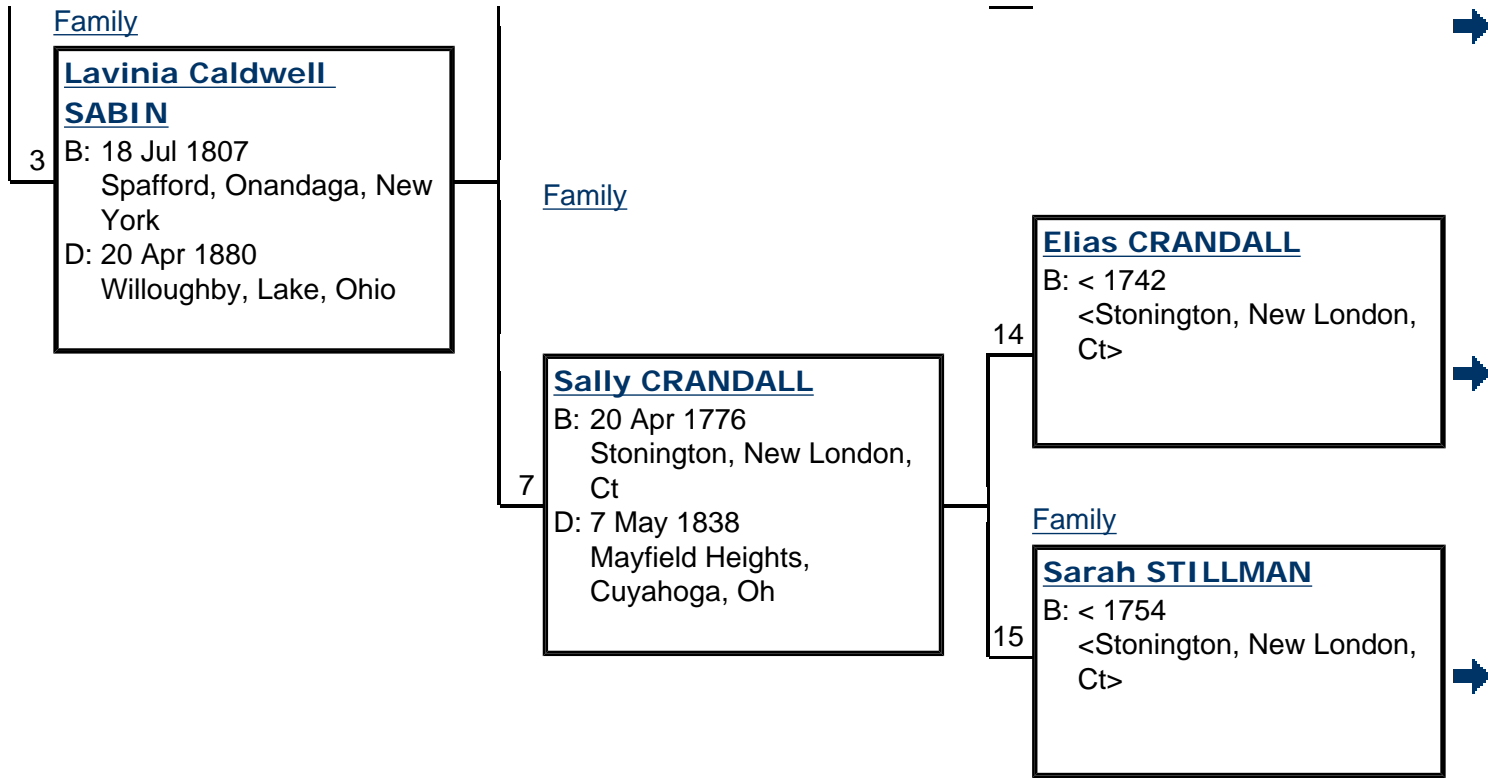 Family
Lavinia Caldwell
SABIN
3
B: 18 Jul 1807
Spafford, Onandaga, New
York
D: 20 Apr 1880
Willoughby, Lake, Ohio
Family
Sally CRANDALL
7
B: 20 Apr 1776
Stonington, New London,
Ct
D: 7 May 1838
Mayfield Heights,
Cuyahoga, Oh
Elias CRANDALL
14
B: < 1742
<Stonington, New London,
Ct>
Family
Sarah STILLMAN
15
B: < 1754
<Stonington, New London,
Ct>